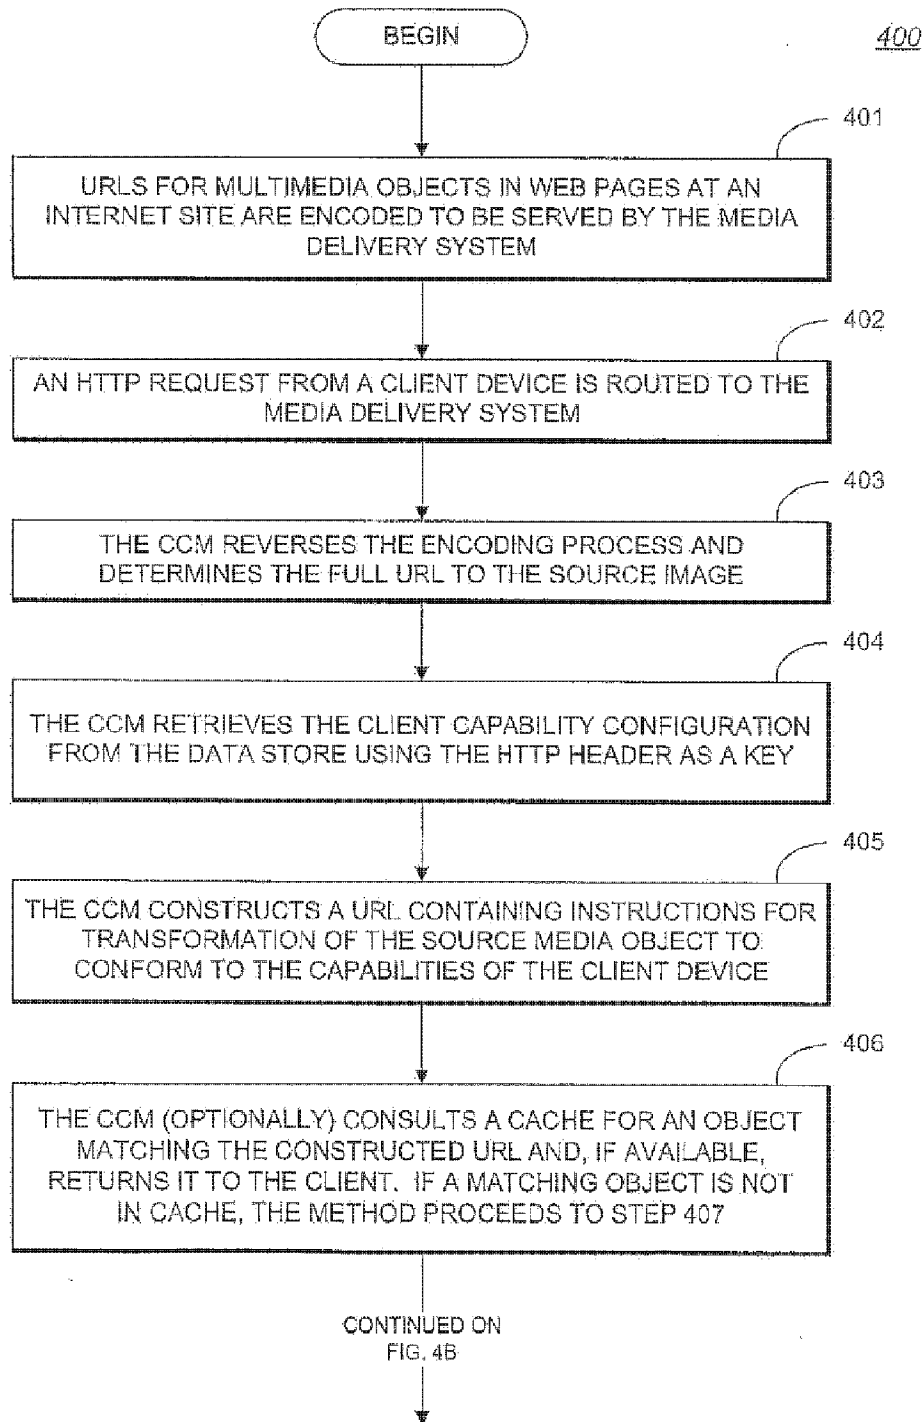 BEGIN
400
401
URLS FOR MULTIMEDIA OBJECTS IN WEB PAGES AT AN
INTERNET SITE ARE ENCODED TO BE SERVED BY THE MEDIA
DELIVERY SYSTEM
402
AN HTTP REQUEST FROM A CLIENT DEVICE IS ROUTED TO THE
MEDIA DELIVERY SYSTEM
403
THE CCM REVERSES THE ENCODING PROCESS AND
DETERMINES THE FULL URL TO THE SOURCE IMAGE
404
THE CCM RETRIEVES THE CLIENT CAPABILITY CONFIGURATION
FROM THE DATA STORE USING THE HTTP HEADER AS A KEY
405
THE CCM CONSTRUCTS A URL CONTAINING INSTRUCTIONS FOR
TRANSFORMATION OF THE SOURCE MEDIA OBJECT TO
CONFORM TO THE CAPABILITIES OF THE CLIENT DEVICE
406
THE CCM (OPTIONALLY) CONSULTS A CACHE FOR AN OBJECT
MATCHING THE CONSTRUCTED URL AND, IF AVAILABLE,
RETURNS IT TO THE CLIENT. IF A MATCHING OBJECT IS NOT
IN CACHE, THE METHOD PROCEEDS TO STEP 407
CONTINUED ON
FIG. 4B